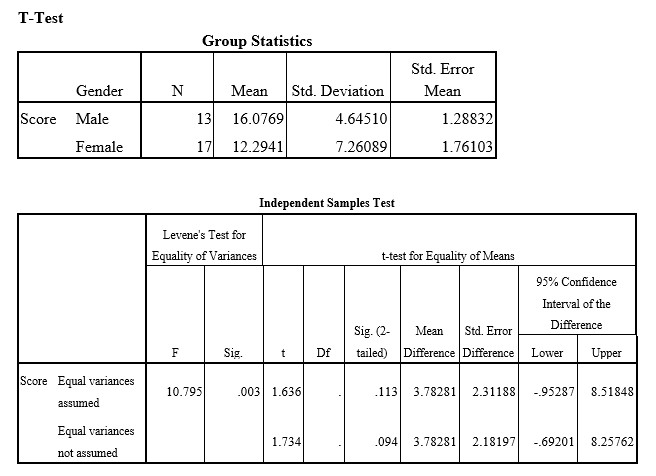 T-Test
Group Statistics
Gender N Mean Std. Deviation Std. Error Mean
Score Male 13 16.0769 4.64510 1.28832
Female 17 12.2941 7.26089 1.76103
Independent Samples Test
Levene's Test for Equality of Variances t-test for Equality of Means
F Sig. t Df Sig. (2-tailed) Mean Difference Std. Error Difference 95% Confidence Interval of the Difference
Lower Upper
Score Equal variances assumed 10.795 .003 1.636 . .113 3.78281 2.31188 -.95287 8.51848
Equal variances not assumed 1.734 . .094 3.78281 2.18197 -.69201 8.25762